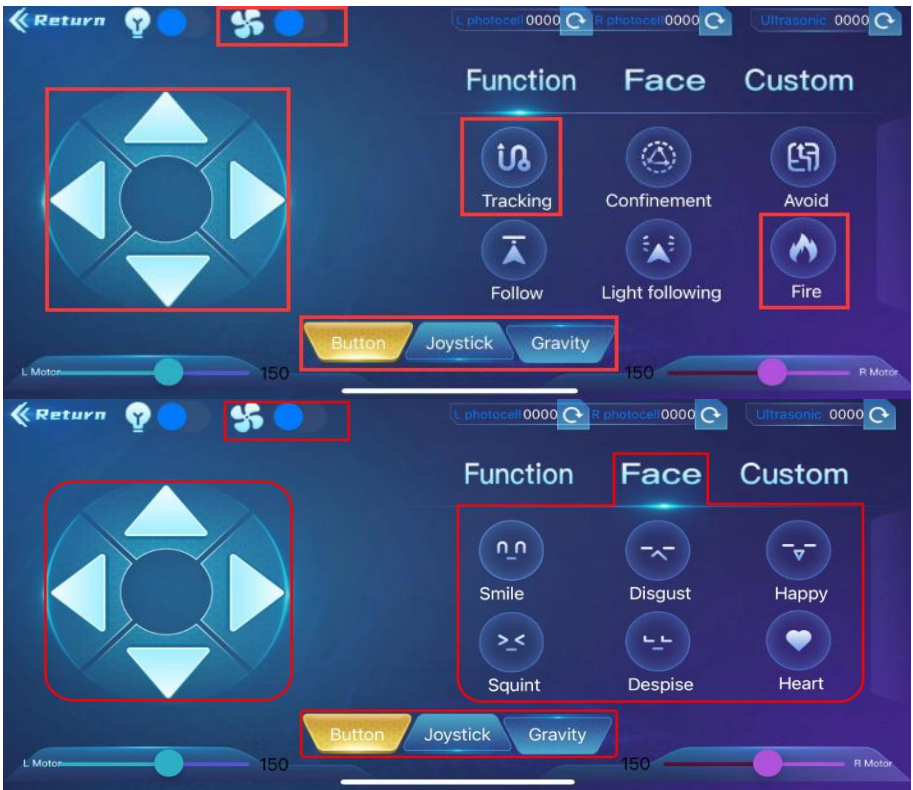 Return L photocell 0000 R photocell 0000 Ultrasonic 0000
Function Face Custom
Tracking Confinement Avoid
Follow Light following Fire
Button Joystick Gravity
L Motor 150 150 R Motor
Return L photocell 0000 R photocell 0000 Ultrasonic 0000
Function Face Custom
Smile Disgust Happy
Squint Despise Heart
Button Joystick Gravity
L Motor 150 150 R Motor